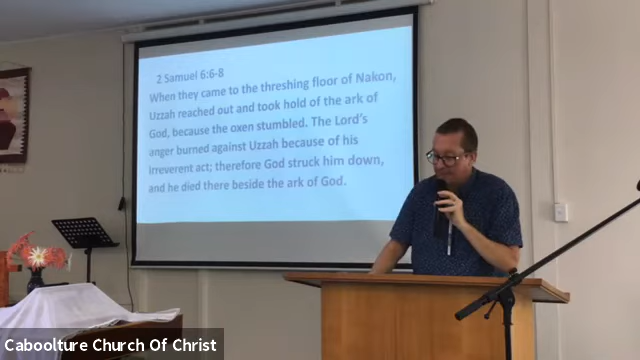 2 Samuel 6:6-8
When they came to the threshing floor of Nakon,
Uzzah reached out and took hold of the ark of
God, because the oxen stumbled. The Lord's
anger burned against Uzzah because of his
irreverent act; therefore God struck him down,
and he died there beside the ark of God.
Caboolture Church Of Christ